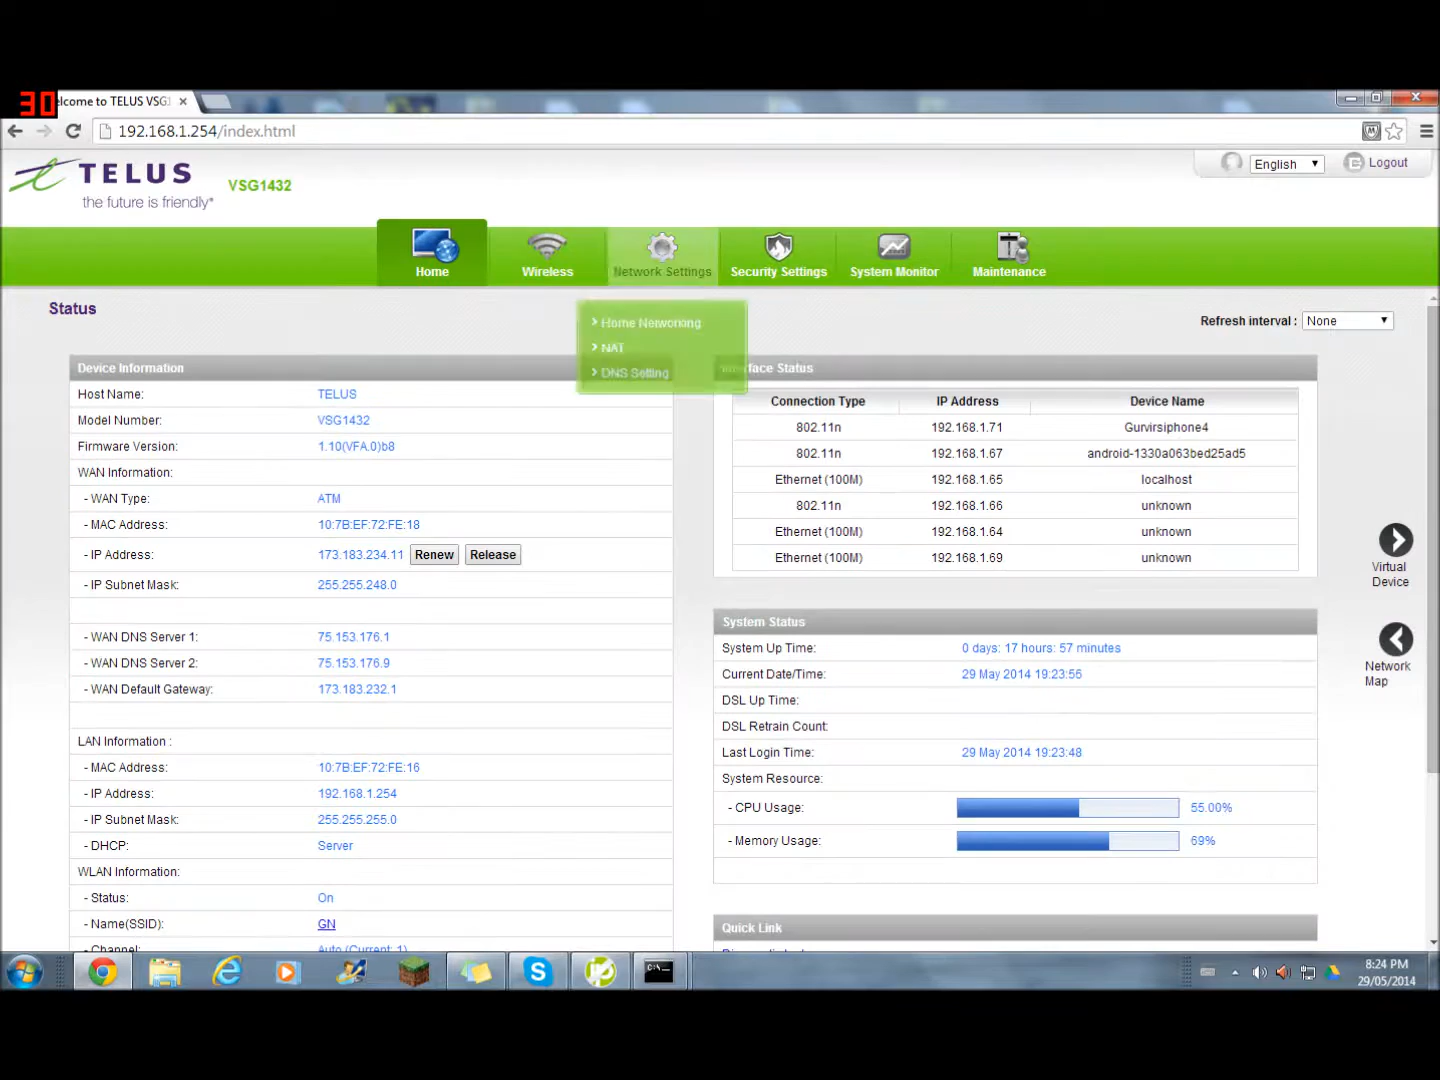 30
elcome to TELUS VSG1
192.168.1.254/index.html
TELUS
the future is friendly*
VSG1432
English
Logout
Home
Wireless
Network Settings
Security Settings
System Monitor
Maintenance
Status
Home Networking
NAT
DNS Setting
Refresh interval :
None
Device Information
Host Name: TELUS
Model Number: VSG1432
Firmware Version: 1.10(VFA.0)b8
WAN Information:
- WAN Type: ATM
- MAC Address: 10:7B:EF:72:FE:18
- IP Address: 173.183.234.11 Renew Release
- IP Subnet Mask: 255.255.248.0
- WAN DNS Server 1: 75.153.176.1
- WAN DNS Server 2: 75.153.176.9
- WAN Default Gateway: 173.183.232.1
LAN Information :
- MAC Address: 10:7B:EF:72:FE:16
- IP Address: 192.168.1.254
- IP Subnet Mask: 255.255.255.0
- DHCP: Server
WLAN Information:
- Status: On
- Name(SSID): GN
- Channel: Auto (Current: 1)
Interface Status
Connection Type IP Address Device Name
802.11n 192.168.1.71 Gurvirsiphone4
802.11n 192.168.1.67 android-1330a063bed25ad5
Ethernet (100M) 192.168.1.65 localhost
802.11n 192.168.1.66 unknown
Ethernet (100M) 192.168.1.64 unknown
Ethernet (100M) 192.168.1.69 unknown
System Status
System Up Time: 0 days: 17 hours: 57 minutes
Current Date/Time: 29 May 2014 19:23:56
DSL Up Time:
DSL Retrain Count:
Last Login Time: 29 May 2014 19:23:48
System Resource:
- CPU Usage: 55.00%
- Memory Usage: 69%
Quick Link
Virtual
Device
Network
Map
8:24 PM
29/05/2014